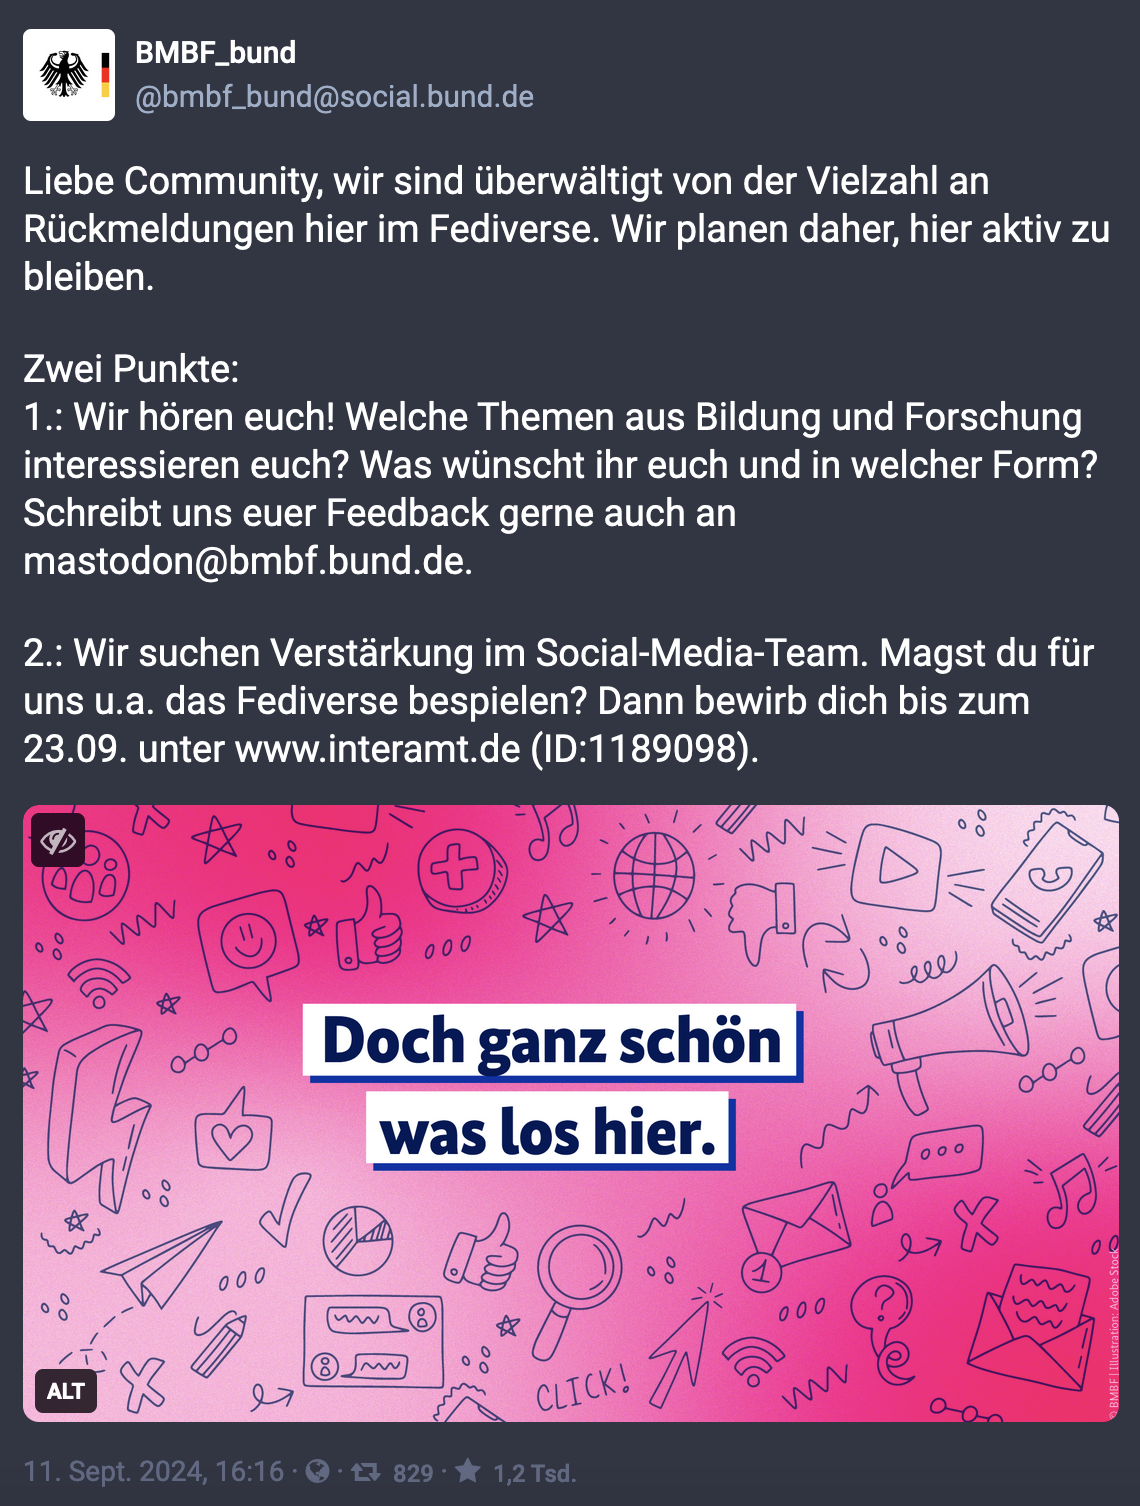 BMBF_bund
@bmbf_bund@social.bund.de
Liebe Community, wir sind überwältigt von der Vielzahl an
Rückmeldungen hier im Fediverse. Wir planen daher, hier aktiv zu
bleiben.
Zwei Punkte:
1.: Wir hören euch! Welche Themen aus Bildung und Forschung
interessieren euch? Was wünscht ihr euch und in welcher Form?
Schreibt uns euer Feedback gerne auch an
mastodon@bmbf.bund.de.
2.: Wir suchen Verstärkung im Social-Media-Team. Magst du für
uns u.a. das Fediverse bespielen? Dann bewirb dich bis zum
23.09. unter www.interamt.de (ID:1189098).
Doch ganz schön
was los hier.
1
?
e
CLICK!
© BMBF | Illustration: Adobe Stock
ALT
11. Sept. 2024, 16:16 · · 829 · 1,2 Tsd.